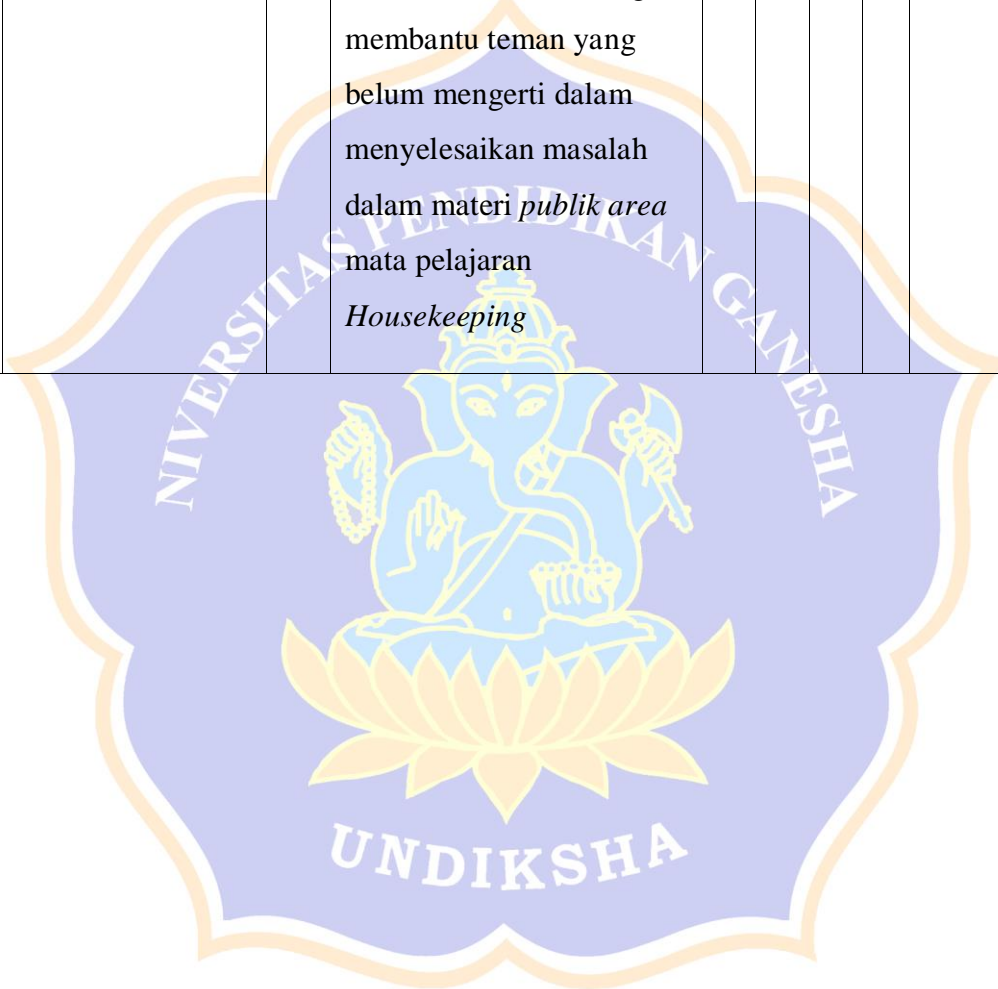 membantu teman yang
belum mengerti dalam
menyelesaikan masalah
dalam materi publik area
mata pelajaran
Housekeeping
NIVERSITAS PENDIDIKAN GANESHA
UNDIKSHA